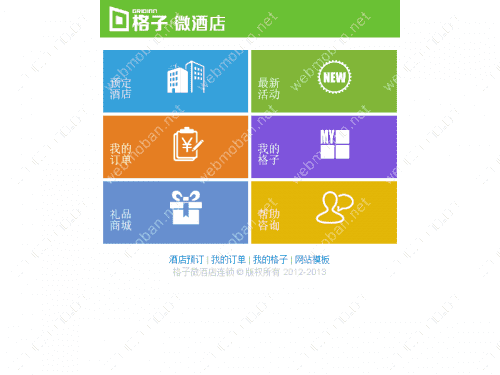 GRIDINN
格子 微酒店
预定
酒店
最新
活动
NEW
我的
订单
我的
格子
MY
礼品
商城
帮助
咨询
酒店预订 | 我的订单 | 我的格子 | 网站模板
格子微酒店连锁 © 版权所有 2012-2013
webmoban.net